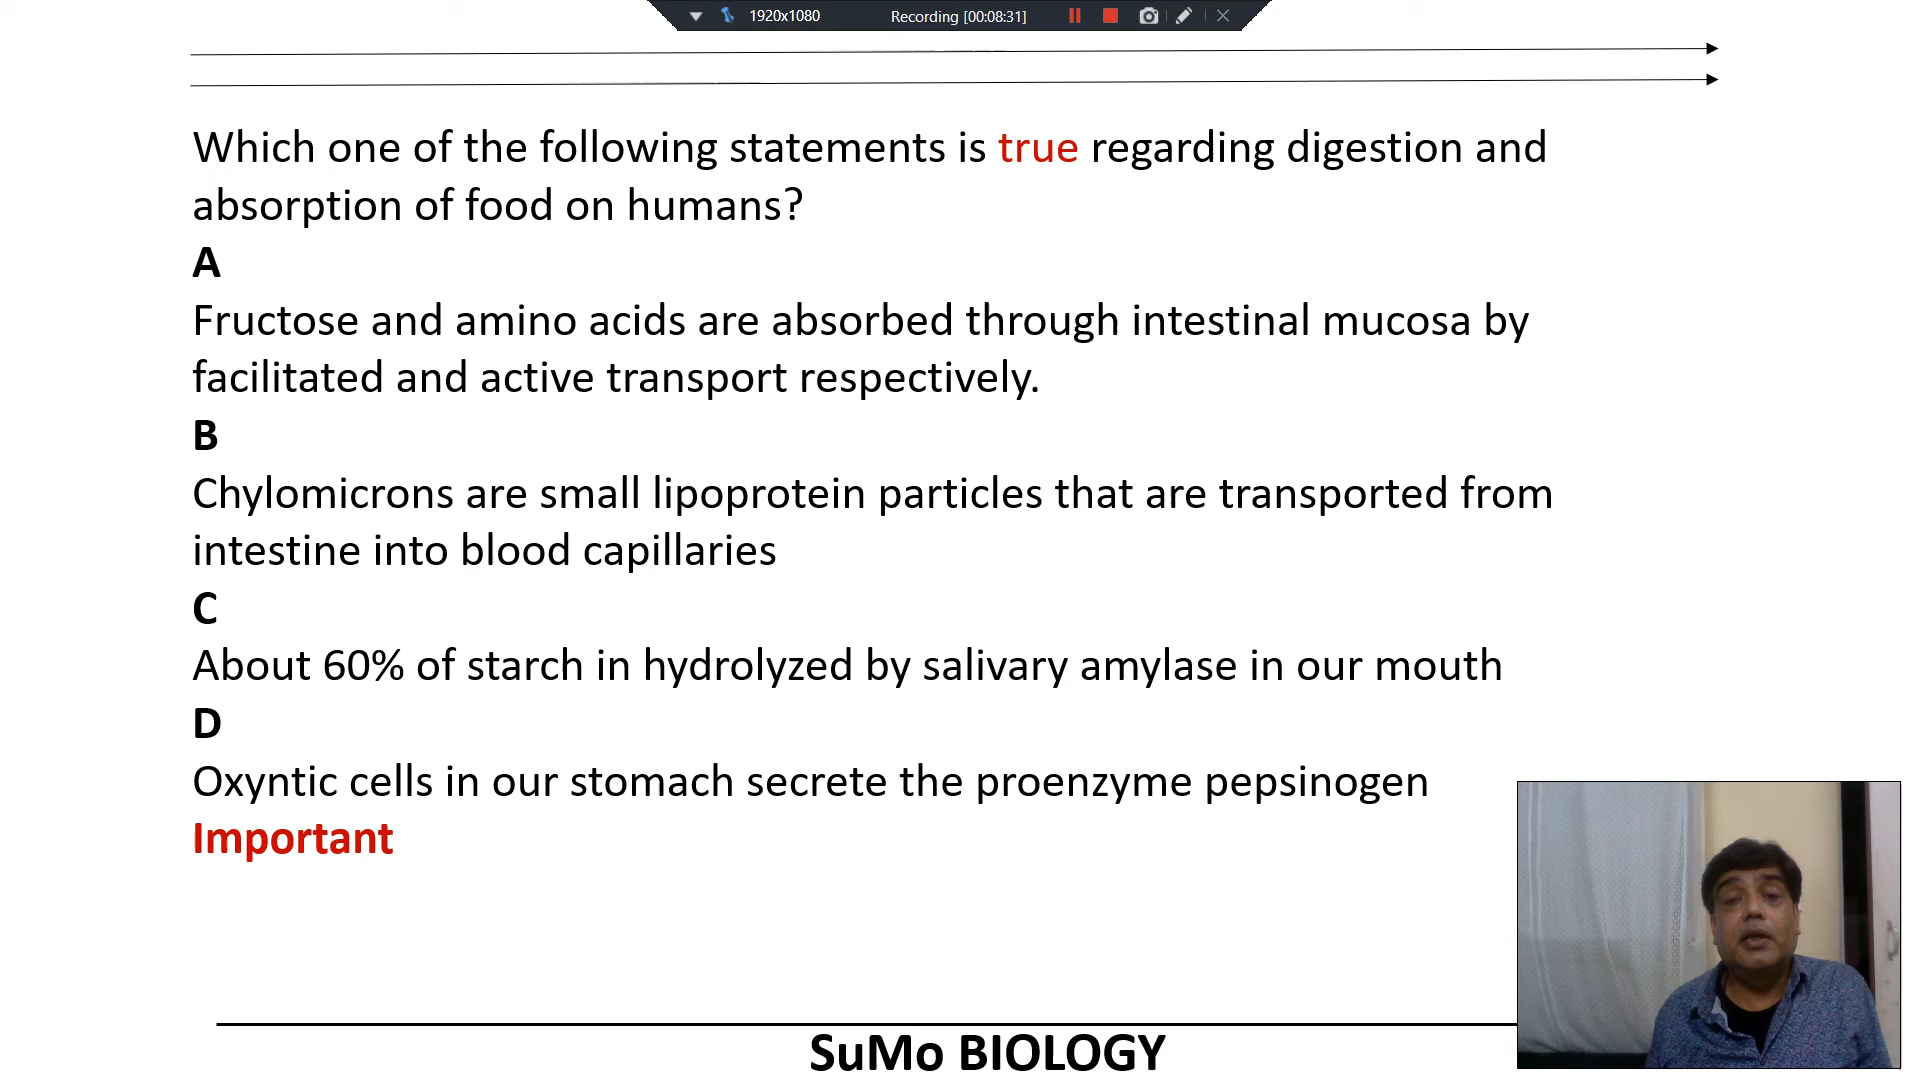 1920x1080 Recording [00:08:31]
Which one of the following statements is true regarding digestion and
absorption of food on humans?
A
Fructose and amino acids are absorbed through intestinal mucosa by
facilitated and active transport respectively.
B
Chylomicrons are small lipoprotein particles that are transported from
intestine into blood capillaries
C
About 60% of starch in hydrolyzed by salivary amylase in our mouth
D
Oxyntic cells in our stomach secrete the proenzyme pepsinogen
Important
SuMo BIOLOGY